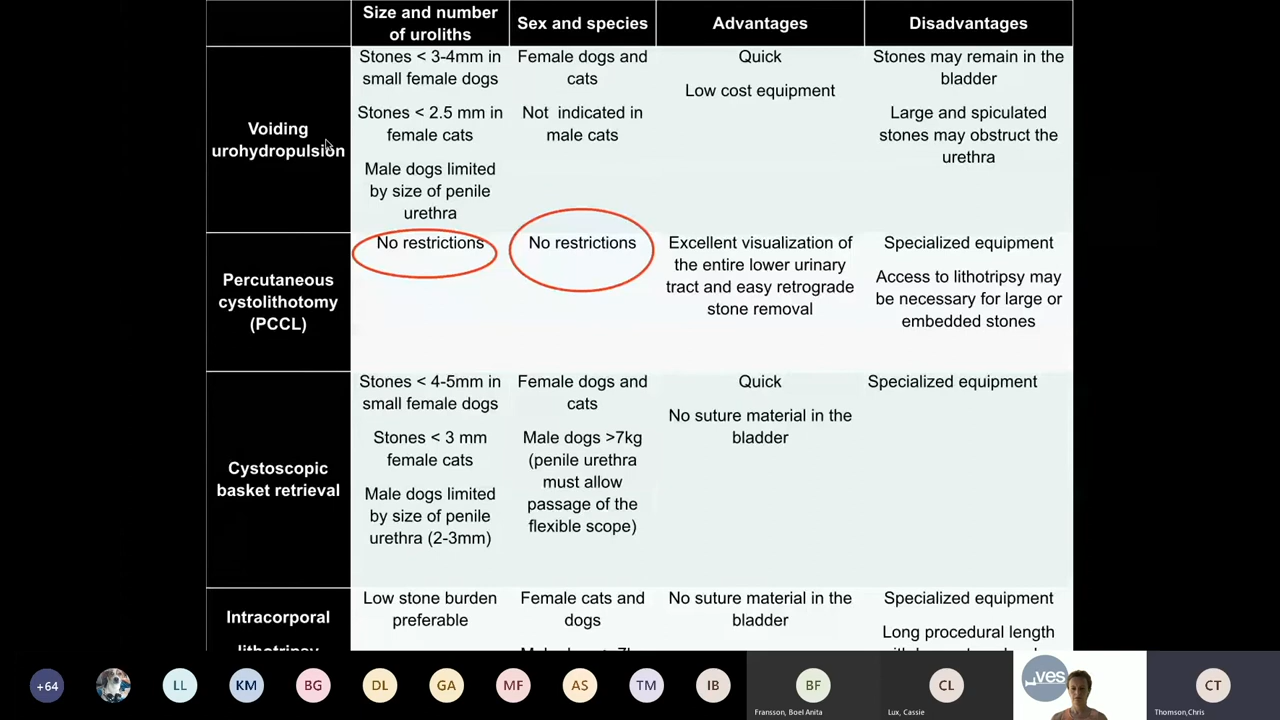 Size and number
of uroliths
Sex and species
Advantages
Disadvantages
Voiding
urohydropulsion
Stones < 3-4mm in
small female dogs
Stones < 2.5 mm in
female cats
Male dogs limited
by size of penile
urethra
Female dogs and
cats
Not indicated in
male cats
Quick
Low cost equipment
Stones may remain in the
bladder
Large and spiculated
stones may obstruct the
urethra
Percutaneous
cystolithotomy
(PCCL)
No restrictions
No restrictions
Excellent visualization of
the entire lower urinary
tract and easy retrograde
stone removal
Specialized equipment
Access to lithotripsy may
be necessary for large or
embedded stones
Cystoscopic
basket retrieval
Stones < 4-5mm in
small female dogs
Stones < 3 mm
female cats
Male dogs limited
by size of penile
urethra (2-3mm)
Female dogs and
cats
Male dogs >7kg
(penile urethra
must allow
passage of the
flexible scope)
Quick
No suture material in the
bladder
Specialized equipment
Intracorporal
lithotripsy
Low stone burden
preferable
Female cats and
dogs
No suture material in the
bladder
Specialized equipment
Long procedural length
+64
LL
KM
BG
DL
GA
MF
AS
TM
IB
BF
Fransson, Boel Anita
CL
Lux, Cassie
ves
CT
Thomson,Chris